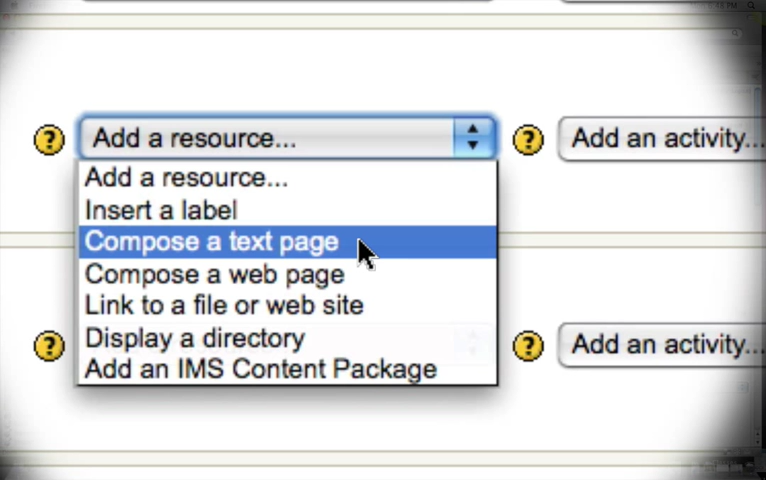 Add a resource...
Add an activity...
Add a resource...
Insert a label
Compose a text page
Compose a web page
Link to a file or web site
Display a directory
Add an IMS Content Package
Add an activity...